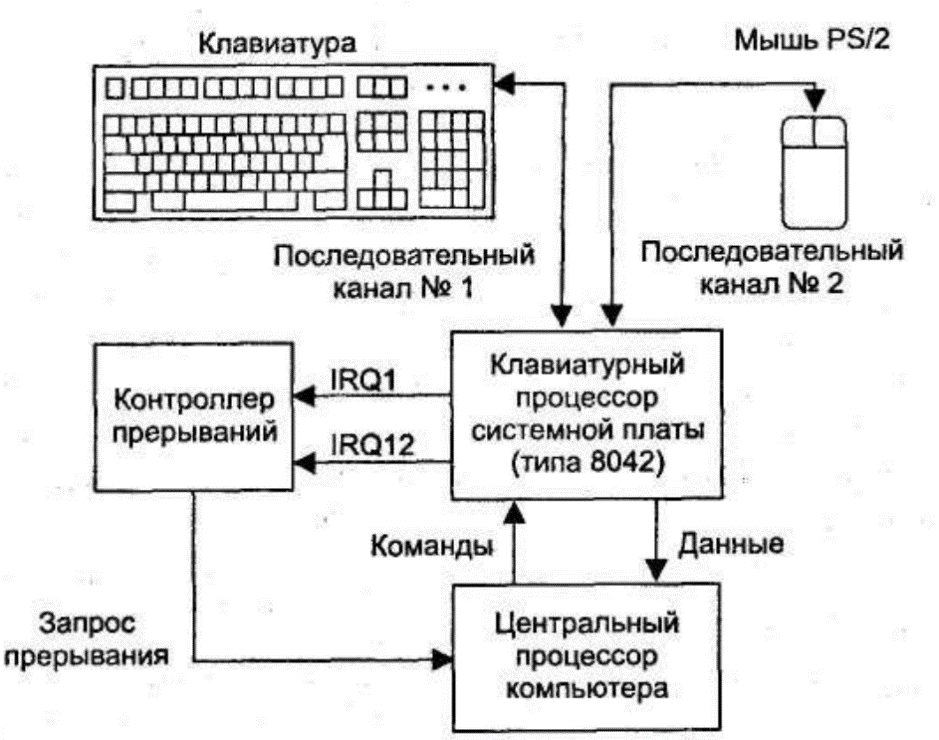 Клавиатура
Мышь PS/2
Последовательный
канал № 1
Последовательный
канал № 2
Контроллер
прерываний
IRQ1
IRQ12
Клавиатурный
процессор
системной платы
(типа 8042)
Команды
Данные
Запрос
прерывания
Центральный
процессор
компьютера